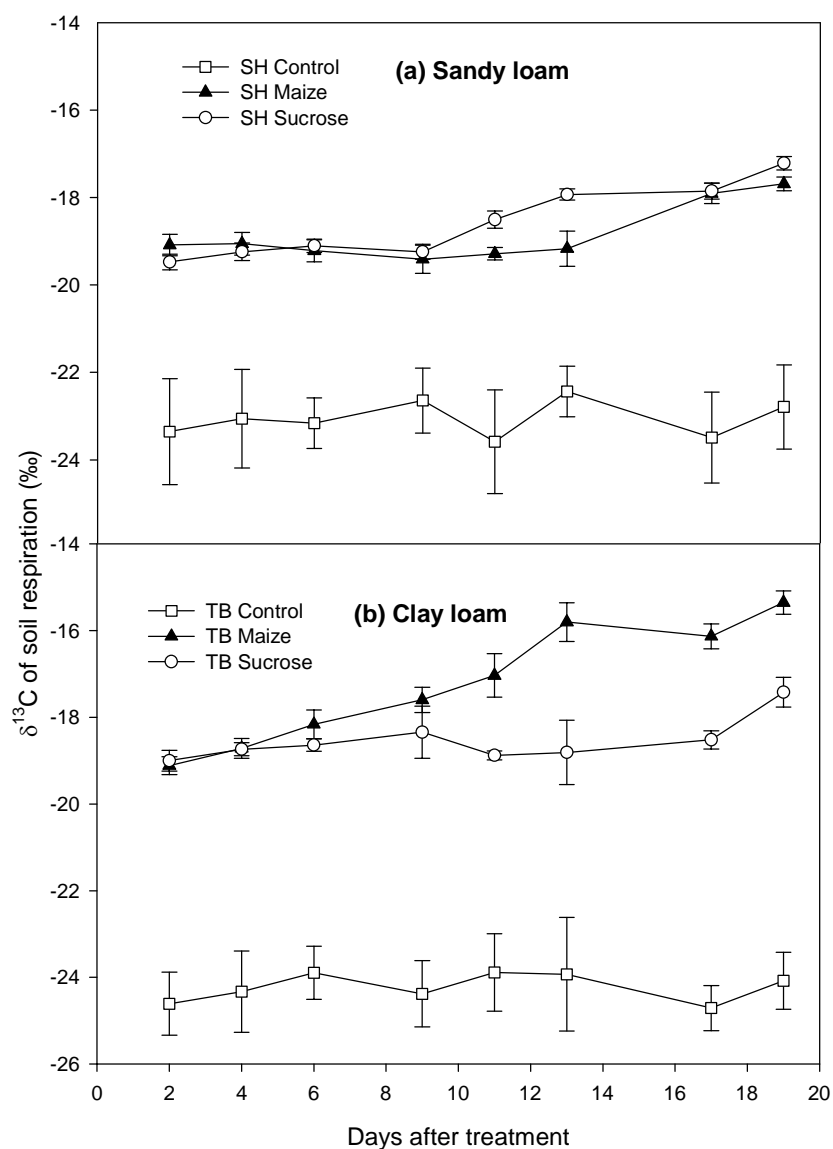 -14
-16
-18
-20
-22
-24
SH Control
SH Maize
SH Sucrose
(a) Sandy loam
δ13C of soil respiration (‰)
-14
-16
-18
-20
-22
-24
-26
TB Control
TB Maize
TB Sucrose
(b) Clay loam
0 2 4 6 8 10 12 14 16 18 20
Days after treatment